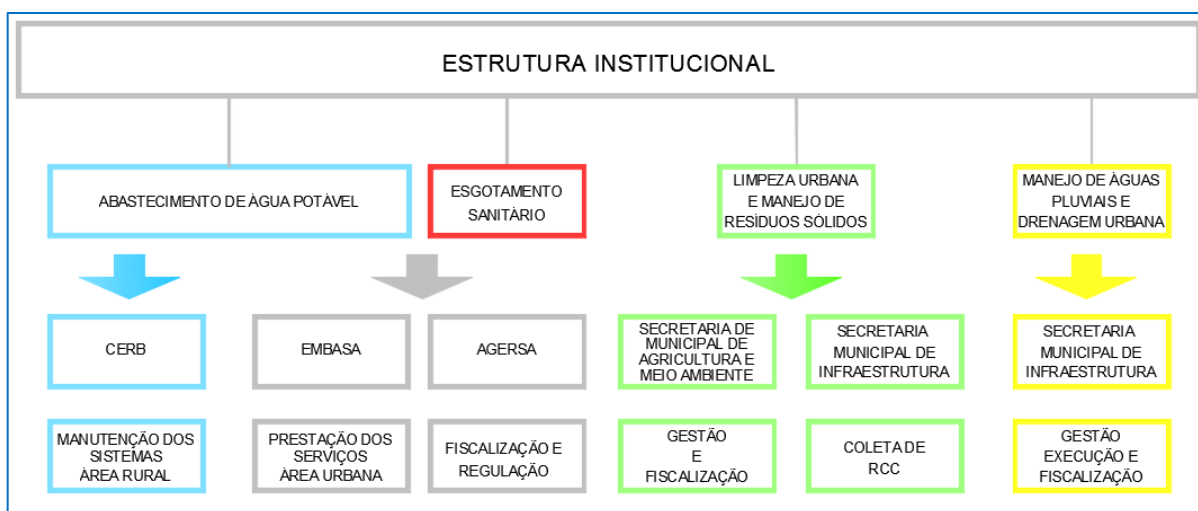 ESTRUTURA INSTITUCIONAL
ABASTECIMENTO DE ÀGUA POTÁVEL
ESGOTAMENTO
SANITÁRIO
LIMPEZA URBANA
E MANEJO DE
RESÍDUOS SÓLIDOS
MANEJO DE ÀGUAS
PLUVIAIS E
DRENAGEM URBANA
CERB
EMBASA
AGERSA
SECRETARIA DE
MUNICIPAL DE
AGRICULTURA E
MEIO AMBIENTE
SECRETARIA
MUNICIPAL DE
INFRAESTRUTURA
SECRETARIA
MUNICIPAL DE
INFRAESTRUTURA
MANUTENÇÃO DOS
SISTEMAS
ÀREA RURAL
PRESTAÇÃO DOS
SERVIÇOS
ÀREA URBANA
FISCALIZAÇÃO E
REGULAÇÃO
GESTÃO
E
FISCALIZAÇÃO
COLETA DE
RCC
GESTÃO
EXECUÇÃO E
FISCALIZAÇÃO